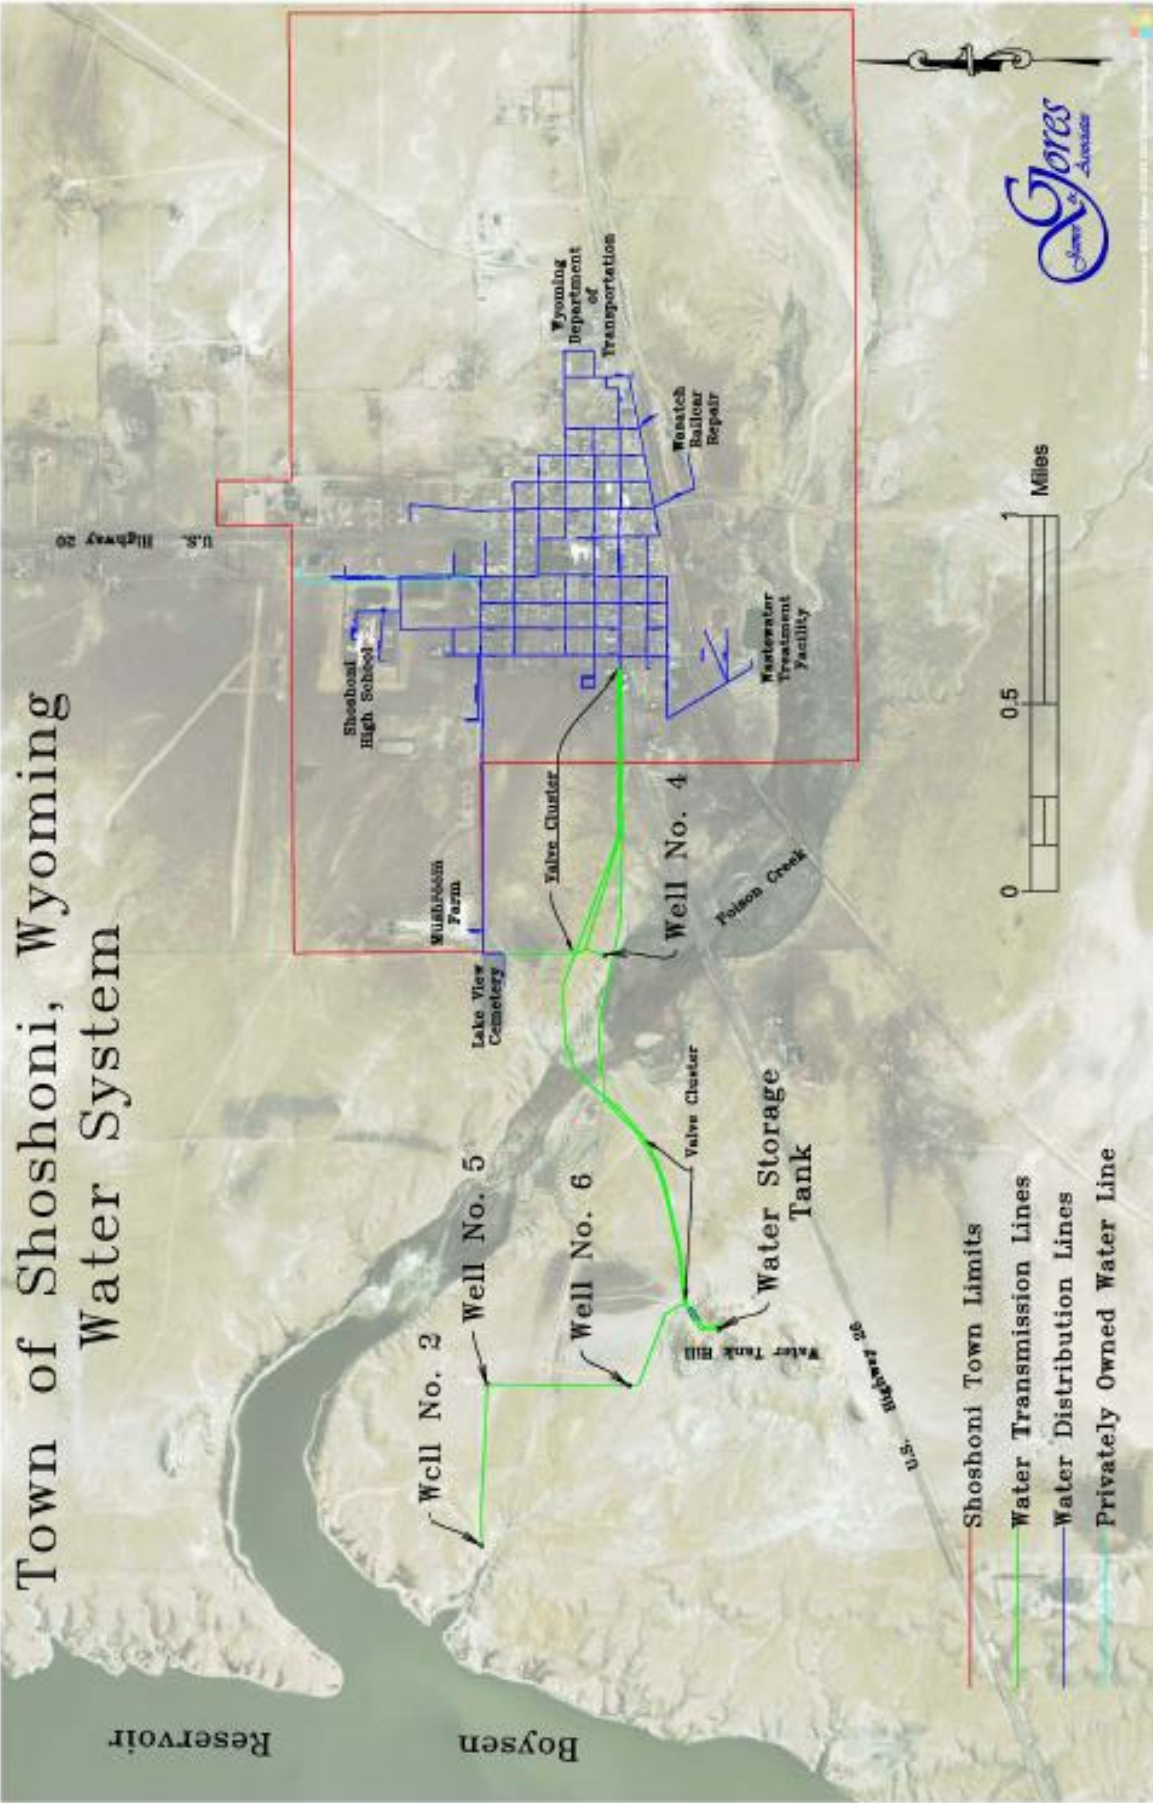 Town of Shoshoni, Wyoming
Water System
U.S. Highway 20
Shoshoni
High School
Wyoming
Department
of
Transportation
Wasatch
Railcar
Repair
Wastewater
Treatment
Facility
Mushroom
Farm
Lake View
Cemetery
Valve Cluster
Well No. 4
Poison Creek
Well No. 2
Well No. 5
Well No. 6
Valve Cluster
Water Storage
Tank
Water Tank Hill
U.S. Highway 26
Boysen
Reservoir
Shoshoni Town Limits
Water Transmission Lines
Water Distribution Lines
Privately Owned Water Line
0
0.5
1
Miles
Gores
Associates